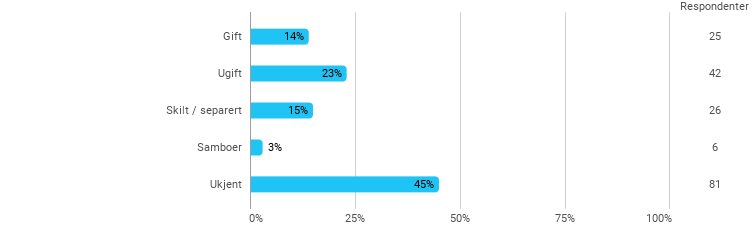 Respondenter
Gift 14% 25
Ugift 23% 42
Skilt / separert 15% 26
Samboer 3% 6
Ukjent 45% 81
0% 25% 50% 75% 100%